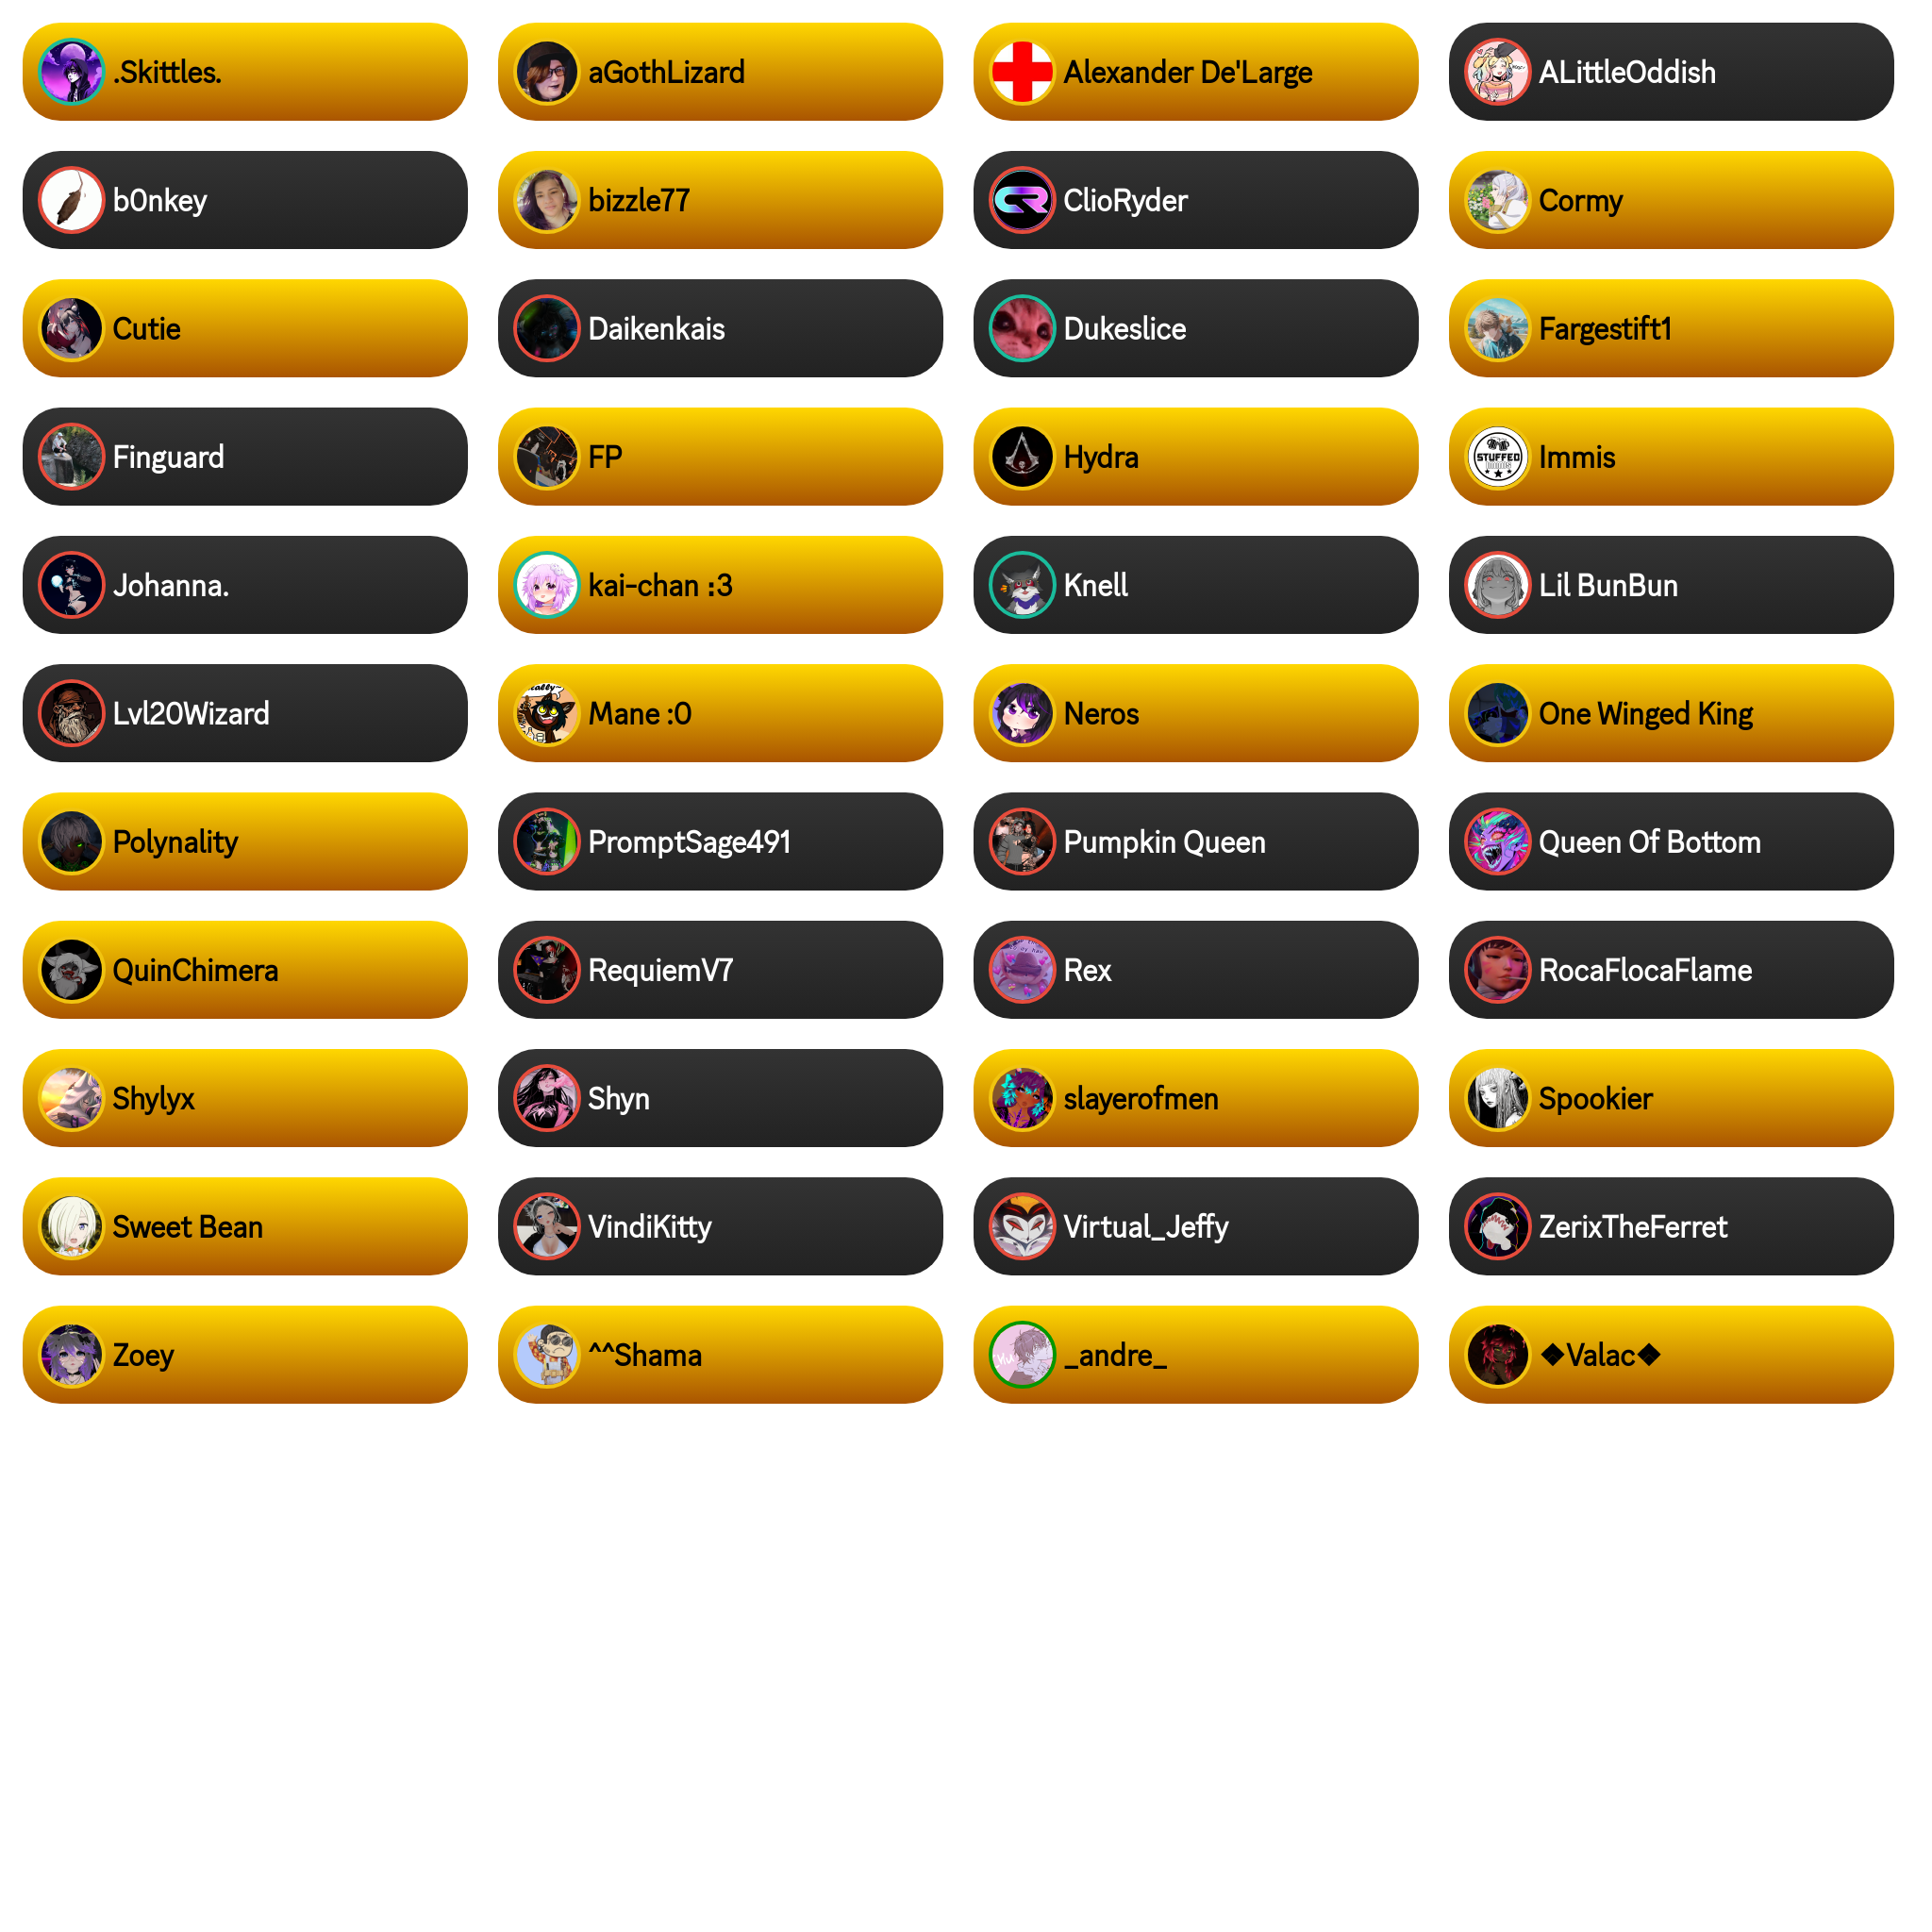 .Skittles.
aGothLizard
Alexander De'Large
ALittleOddish
b0nkey
bizzle77
ClioRyder
Cormy
Cutie
Daikenkais
Dukeslice
Fargestift1
Finguard
FP
Hydra
STUFFED
Immis
Johanna.
kai-chan :3
Knell
Lil BunBun
Lvl20Wizard
Mane :0
Neros
One Winged King
Polynality
PromptSage491
Pumpkin Queen
Queen Of Bottom
QuinChimera
RequiemV7
Rex
RocaFlocaFlame
Shylyx
Shyn
slayerofmen
Spookier
Sweet Bean
VindiKitty
Virtual_Jeffy
ZerixTheFerret
Zoey
^^Shama
_andre_
◆Valac◆